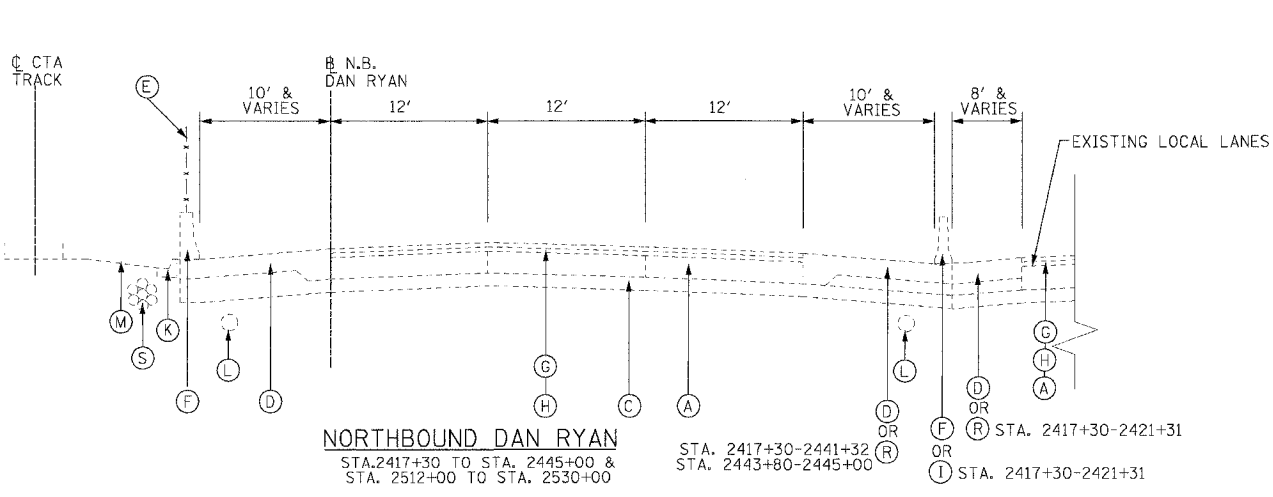 ℄ CTA
TRACK
E
10' &
VARIES
B N.B.
DAN RYAN
12'
12'
12'
10' &
VARIES
8' &
VARIES
EXISTING LOCAL LANES
M
S
K
L
F
D
G
H
C
A
L
D
OR
R
STA. 2417+30-2441+32
STA. 2443+80-2445+00
F
OR
I STA. 2417+30-2421+31
D
OR
R STA. 2417+30-2421+31
G
H
A
NORTHBOUND DAN RYAN
STA.2417+30 TO STA. 2445+00 &
STA. 2512+00 TO STA. 2530+00